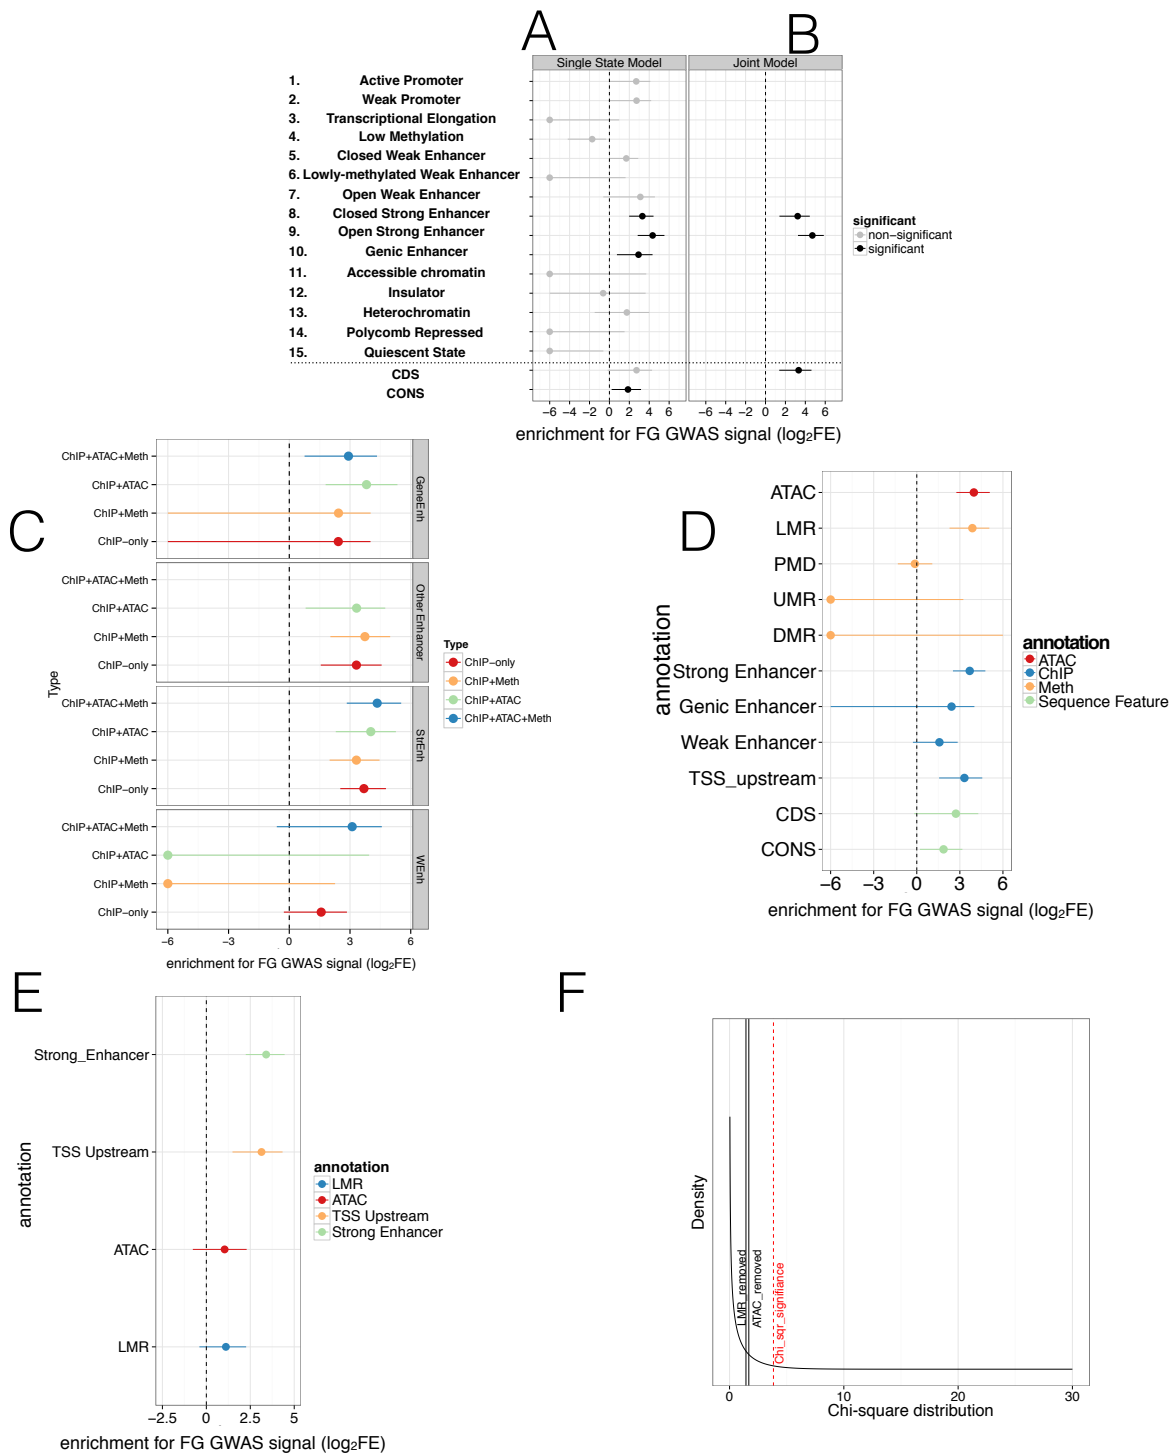 A
B
Single State Model
Joint Model
1. Active Promoter
2. Weak Promoter
3. Transcriptional Elongation
4. Low Methylation
5. Closed Weak Enhancer
6. Lowly-methylated Weak Enhancer
7. Open Weak Enhancer
8. Closed Strong Enhancer
9. Open Strong Enhancer
10. Genic Enhancer
11. Accessible chromatin
12. Insulator
13. Heterochromatin
14. Polycomb Repressed
15. Quiescent State
CDS
CONS
significant
non-significant
significant
-6 -4 -2 0 2 4 6 -6 -4 -2 0 2 4 6
enrichment for FG GWAS signal (log₂FE)
C
Type
ChIP+ATAC+Meth
ChIP+ATAC
ChIP+Meth
ChIP-only
GeneEnh
ChIP+ATAC+Meth
ChIP+ATAC
ChIP+Meth
ChIP-only
Other Enhancer
ChIP+ATAC+Meth
ChIP+ATAC
ChIP+Meth
ChIP-only
StrEnh
ChIP+ATAC+Meth
ChIP+ATAC
ChIP+Meth
ChIP-only
WEnh
-6 -3 0 3 6
enrichment for FG GWAS signal (log₂FE)
Type
ChIP-only
ChIP+Meth
ChIP+ATAC
ChIP+ATAC+Meth
D
annotation
ATAC
LMR
PMD
UMR
DMR
Strong Enhancer
Genic Enhancer
Weak Enhancer
TSS_upstream
CDS
CONS
-6 -3 0 3 6
enrichment for FG GWAS signal (log₂FE)
annotation
ATAC
ChIP
Meth
Sequence Feature
E
annotation
Strong_Enhancer
TSS Upstream
ATAC
LMR
-2.5 0 2.5 5
enrichment for FG GWAS signal (log₂FE)
annotation
LMR
ATAC
TSS Upstream
Strong Enhancer
F
Density
LMR_removed
ATAC_removed
Chi_sqr_signifiance
0 10 20 30
Chi-square distribution